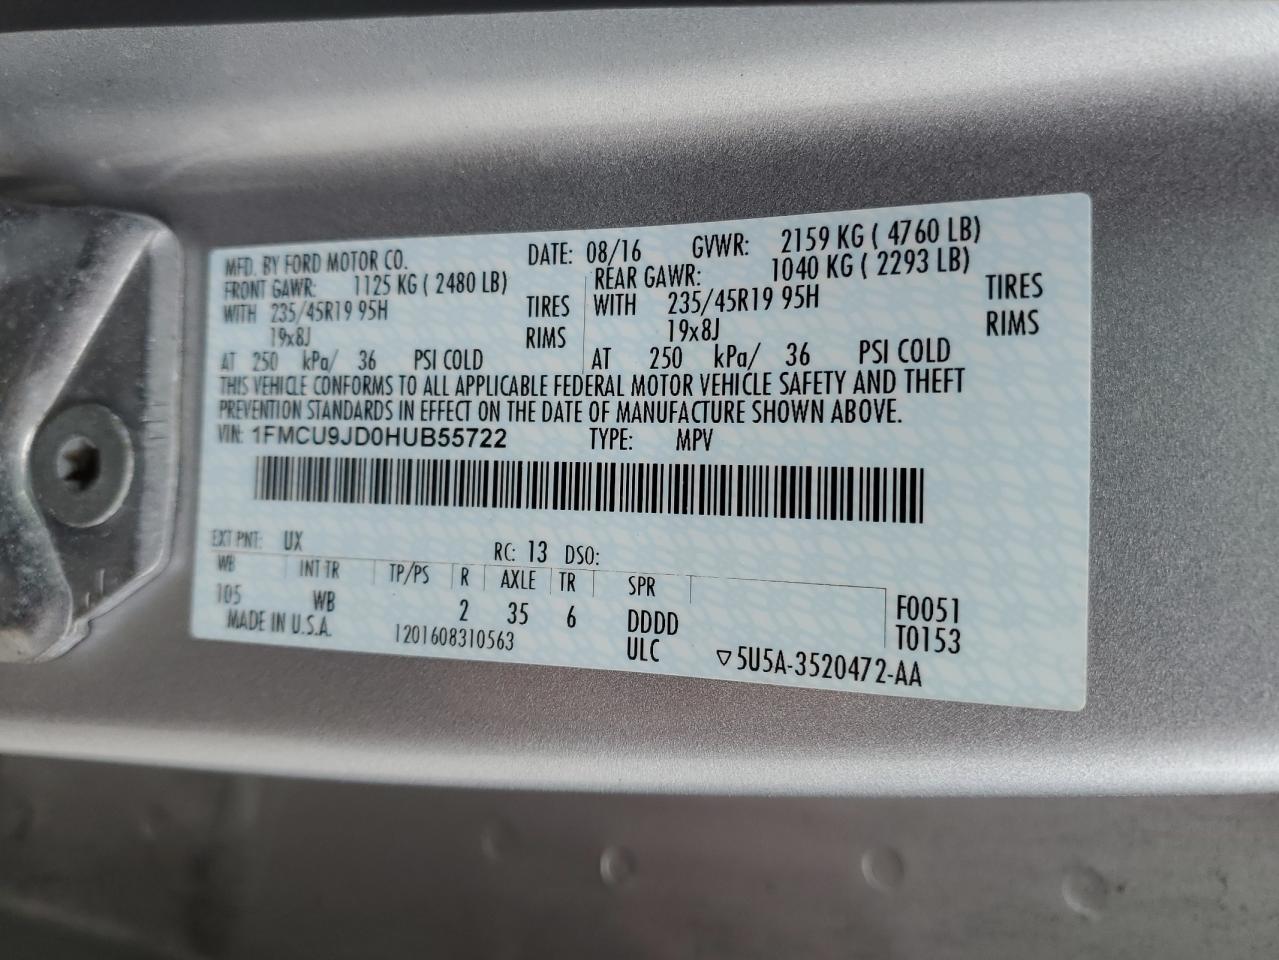 MFD. BY FORD MOTOR CO. DATE: 08/16 GVWR: 2159 KG ( 4760 LB)
FRONT GAWR: 1125 KG ( 2480 LB) REAR GAWR: 1040 KG ( 2293 LB)
WITH 235/45R19 95H TIRES WITH 235/45R19 95H TIRES
19x8J RIMS 19x8J RIMS
AT 250 kPa/ 36 PSI COLD AT 250 kPa/ 36 PSI COLD
THIS VEHICLE CONFORMS TO ALL APPLICABLE FEDERAL MOTOR VEHICLE SAFETY AND THEFT
PREVENTION STANDARDS IN EFFECT ON THE DATE OF MANUFACTURE SHOWN ABOVE.
VIN: 1FMCU9JD0HUB55722 TYPE: MPV
EXT PNT: UX RC: 13 DSO:
WB INT TR TP/PS R AXLE TR SPR
105 WB 2 35 6 DDDD F0051
MADE IN U.S.A. 1201608310563 ULC T0153
▽5U5A-3520472-AA